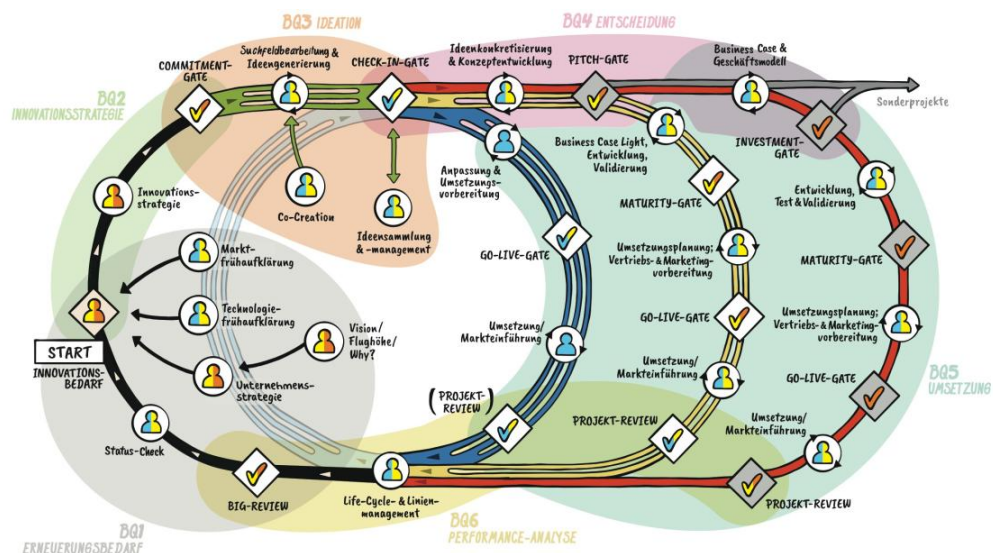 BQ3 IDEATION
BQ4 ENTSCHEIDUNG
COMMITMENT-
GATE
Suchfeldbearbeitung &
Ideengenerierung
CHECK-IN-GATE
Ideenkonkretisierung
& Konzeptentwicklung
PITCH-GATE
Business Case &
Geschäftsmodell
Sonderprojekte
BQ2
INNOVATIONSSTRATEGIE
INVESTMENT-
GATE
Business Case Light,
Entwicklung,
Validierung
Anpassung &
Umsetzungs-
vorbereitung
Innovations-
strategie
Co-Creation
Ideensammlung
& -management
MATURITY-GATE
Entwicklung,
Test & Validierung
Markt-
frühaufklärung
GO-LIVE-GATE
Umsetzungsplanung;
Vertriebs- & Marketing-
vorbereitung
MATURITY-GATE
Technologie-
frühaufklärung
Vision/
Flughöhe/
Why?
GO-LIVE-GATE
Umsetzungsplanung;
Vertriebs- & Marketing-
vorbereitung
START
INNOVATIONS-
BEDARF
Umsetzung/
Markteinführung
Umsetzung/
Markteinführung
GO-LIVE-GATE
BQ5
UMSETZUNG
Unternehmens-
strategie
(PROJEKT-
REVIEW)
PROJEKT-REVIEW
Umsetzung/
Markteinführung
Status-Check
BIG-REVIEW
Life-Cycle- & Linien-
management
PROJEKT-REVIEW
BQ1
ERNEUERUNGSBEDARF
BQ6
PERFORMANCE-ANALYSE